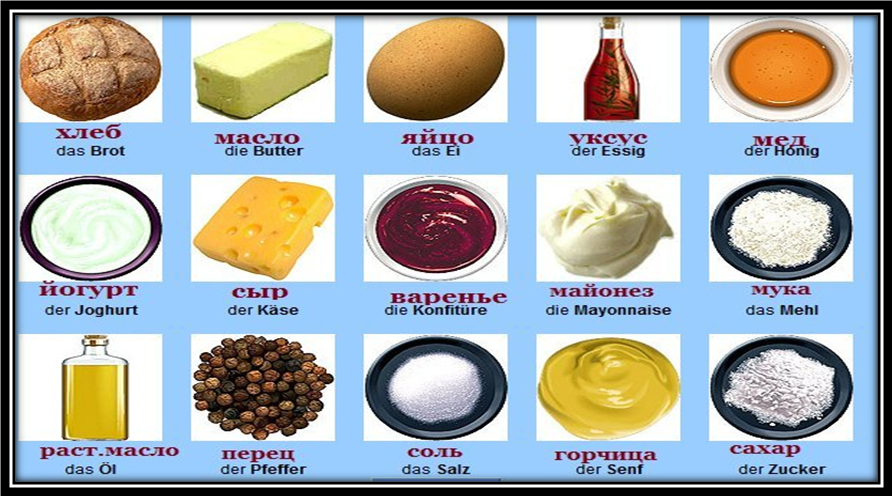 хлеб
das Brot
масло
die Butter
яйцо
das Ei
уксус
der Essig
мед
der Honig
йогурт
der Joghurt
сыр
der Käse
варенье
die Konfitüre
майонез
die Mayonnaise
мука
das Mehl
раст.масло
das Öl
перец
der Pfeffer
соль
das Salz
горчица
der Senf
сахар
der Zucker